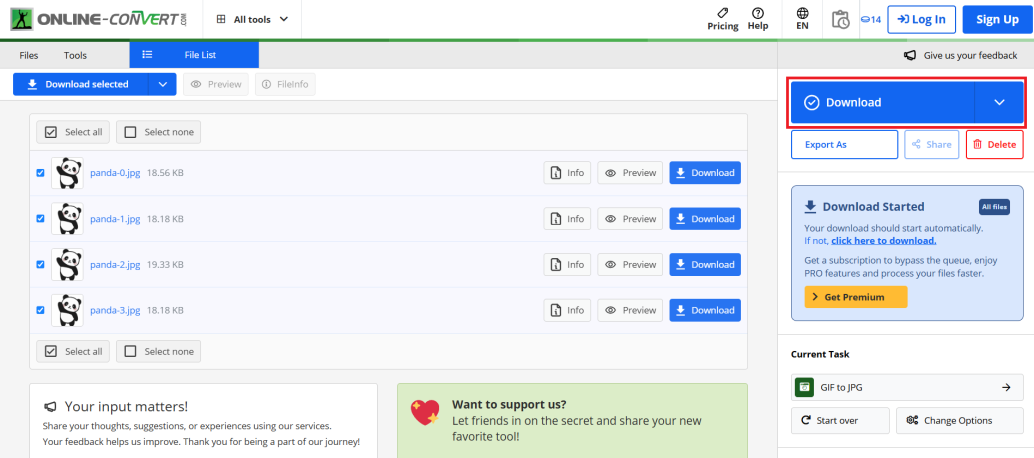 ONLINE-CONVERT.COM
All tools
Pricing
Help
EN
14
Log In
Sign Up
Files
Tools
File List
Give us your feedback
Download selected
Preview
FileInfo
Download
Export As
Share
Delete
Select all
Select none
panda-0.jpg 18.56 KB
Info
Preview
Download
panda-1.jpg 18.18 KB
Info
Preview
Download
panda-2.jpg 19.33 KB
Info
Preview
Download
panda-3.jpg 18.18 KB
Info
Preview
Download
Select all
Select none
Download Started
All files
Your download should start automatically.
If not, click here to download.
Get a subscription to bypass the queue, enjoy
PRO features and process your files faster.
Get Premium
Current Task
GIF to JPG
Start over
Change Options
Your input matters!
Share your thoughts, suggestions, or experiences using our services.
Your feedback helps us improve. Thank you for being a part of our journey!
Want to support us?
Let friends in on the secret and share your new
favorite tool!